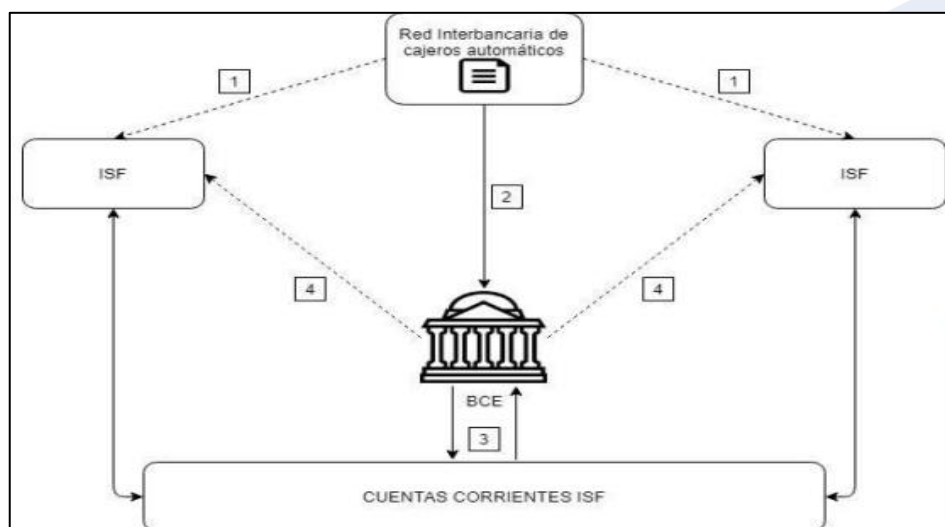 Red Interbancaria de
cajeros automáticos
1
1
ISF
ISF
2
4
4
BCE
3
CUENTAS CORRIENTES ISF